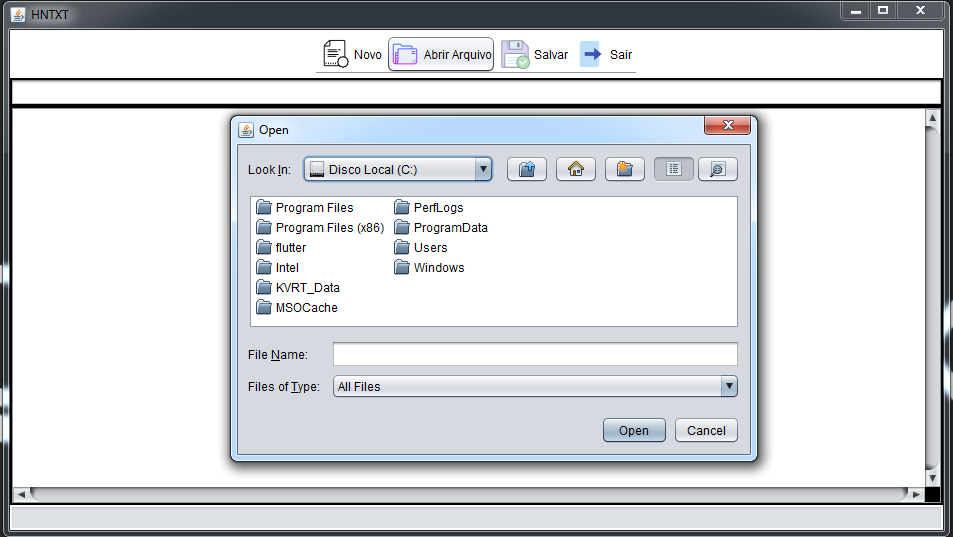 HNTXT
Novo Abrir Arquivo Salvar Sair
Open
Look In: Disco Local (C:)
Program Files PerfLogs
Program Files (x86) ProgramData
flutter Users
Intel Windows
KVRT_Data
MSOCache
File Name:
Files of Type: All Files
Open Cancel